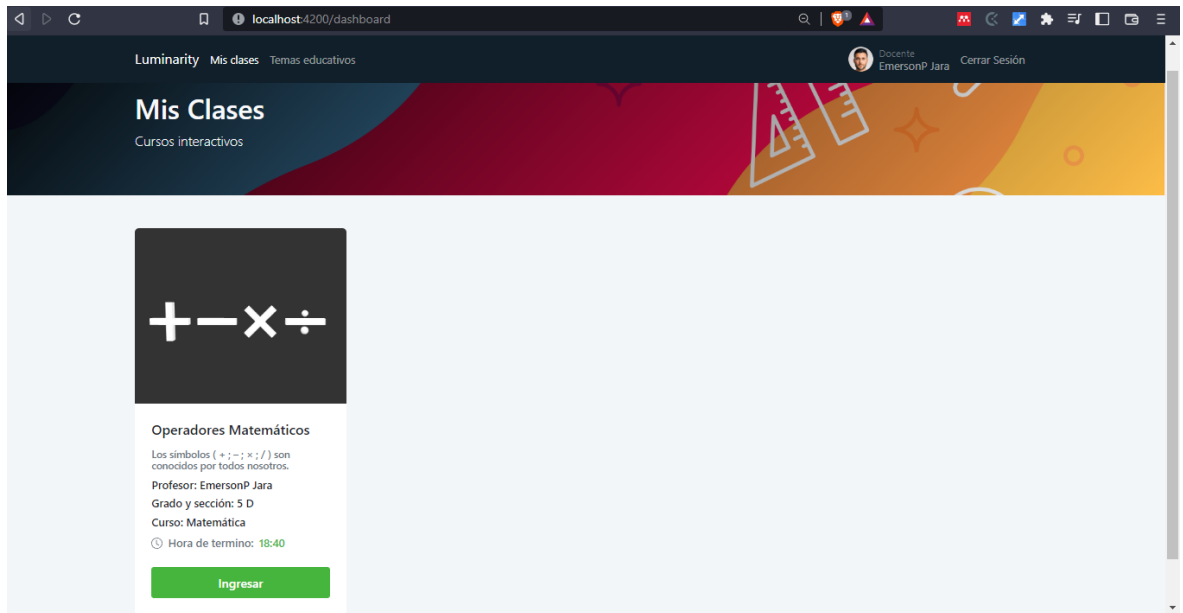 localhost:4200/dashboard
1
Luminarity Mis clases Temas educativos
Docente
EmersonP Jara
Cerrar Sesión
Mis Clases
Cursos interactivos
+−×÷
Operadores Matemáticos
Los símbolos ( + ; − ; × ; / ) son
conocidos por todos nosotros.
Profesor: EmersonP Jara
Grado y sección: 5 D
Curso: Matemática
Hora de termino: 18:40
Ingresar